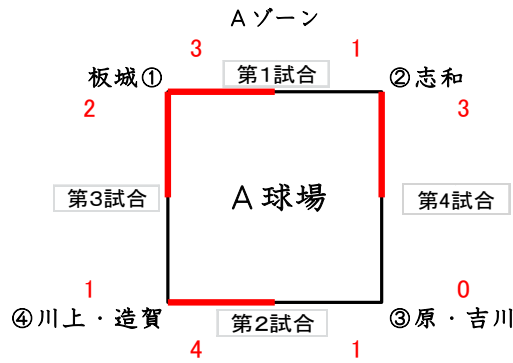 Aゾーン
3 1
第1試合
板城① ②志和
2 3
第3試合 A球場 第4試合
1 0
④川上・造賀 ③原・吉川
第2試合
4 1